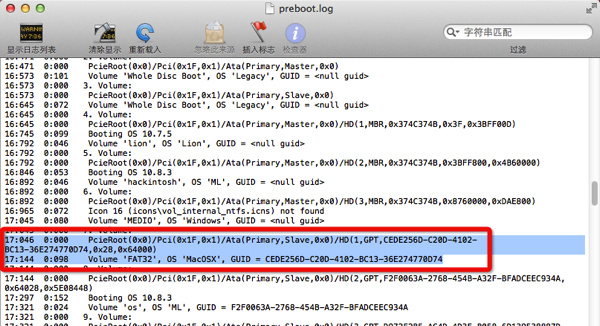 preboot.log
显示日志列表
清除显示
重新载入
忽略此来源
插入标志
检查器
字符串匹配
过滤
16:471 0:000 PcieRoot(0x0)/Pci(0x1F,0x1)/Ata(Primary,Master,0x0)
16:573 0:101 Volume 'Whole Disc Boot', OS 'Legacy', GUID = <null guid>
16:573 0:000 3. Volume:
16:573 0:000 PcieRoot(0x0)/Pci(0x1F,0x1)/Ata(Primary,Slave,0x0)
16:645 0:072 Volume 'Whole Disc Boot', OS 'Legacy', GUID = <null guid>
16:645 0:000 4. Volume:
16:645 0:000 PcieRoot(0x0)/Pci(0x1F,0x1)/Ata(Primary,Master,0x0)/HD(1,MBR,0x374C374B,0x3F,0x3BFF00D)
16:745 0:099 Booting OS 10.7.5
16:792 0:046 Volume 'lion', OS 'Lion', GUID = <null guid>
16:792 0:000 5. Volume:
16:792 0:000 PcieRoot(0x0)/Pci(0x1F,0x1)/Ata(Primary,Master,0x0)/HD(2,MBR,0x374C374B,0x3BFF800,0x4B60000)
16:846 0:053 Booting OS 10.8.3
16:892 0:046 Volume 'hackintosh', OS 'ML', GUID = <null guid>
16:892 0:000 6. Volume:
16:892 0:000 PcieRoot(0x0)/Pci(0x1F,0x1)/Ata(Primary,Master,0x0)/HD(3,MBR,0x374C374B,0x8760000,0xDAE800)
16:965 0:072 Icon 16 (icons\vol_internal_ntfs.icns) not found
17:045 0:080 Volume 'MEDIO', OS 'Windows', GUID = <null guid>
17:046 0:000 PcieRoot(0x0)/Pci(0x1F,0x1)/Ata(Primary,Slave,0x0)/HD(1,GPT,CEDE256D-C20D-4102-
BC13-36E274770D74,0x28,0x64000)
17:144 0:098 Volume 'FAT32', OS 'MacOSX', GUID = CEDE256D-C20D-4102-BC13-36E274770D74
17:144 0:000 PcieRoot(0x0)/Pci(0x1F,0x1)/Ata(Primary,Slave,0x0)/HD(2,GPT,F2F0063A-2768-454B-A32F-BFADCEEC934A,
0x64028,0x5E08448)
17:297 0:152 Booting OS 10.8.3
17:321 0:024 Volume 'os', OS 'ML', GUID = F2F0063A-2768-454B-A32F-BFADCEEC934A
17:321 0:000 9. Volume: